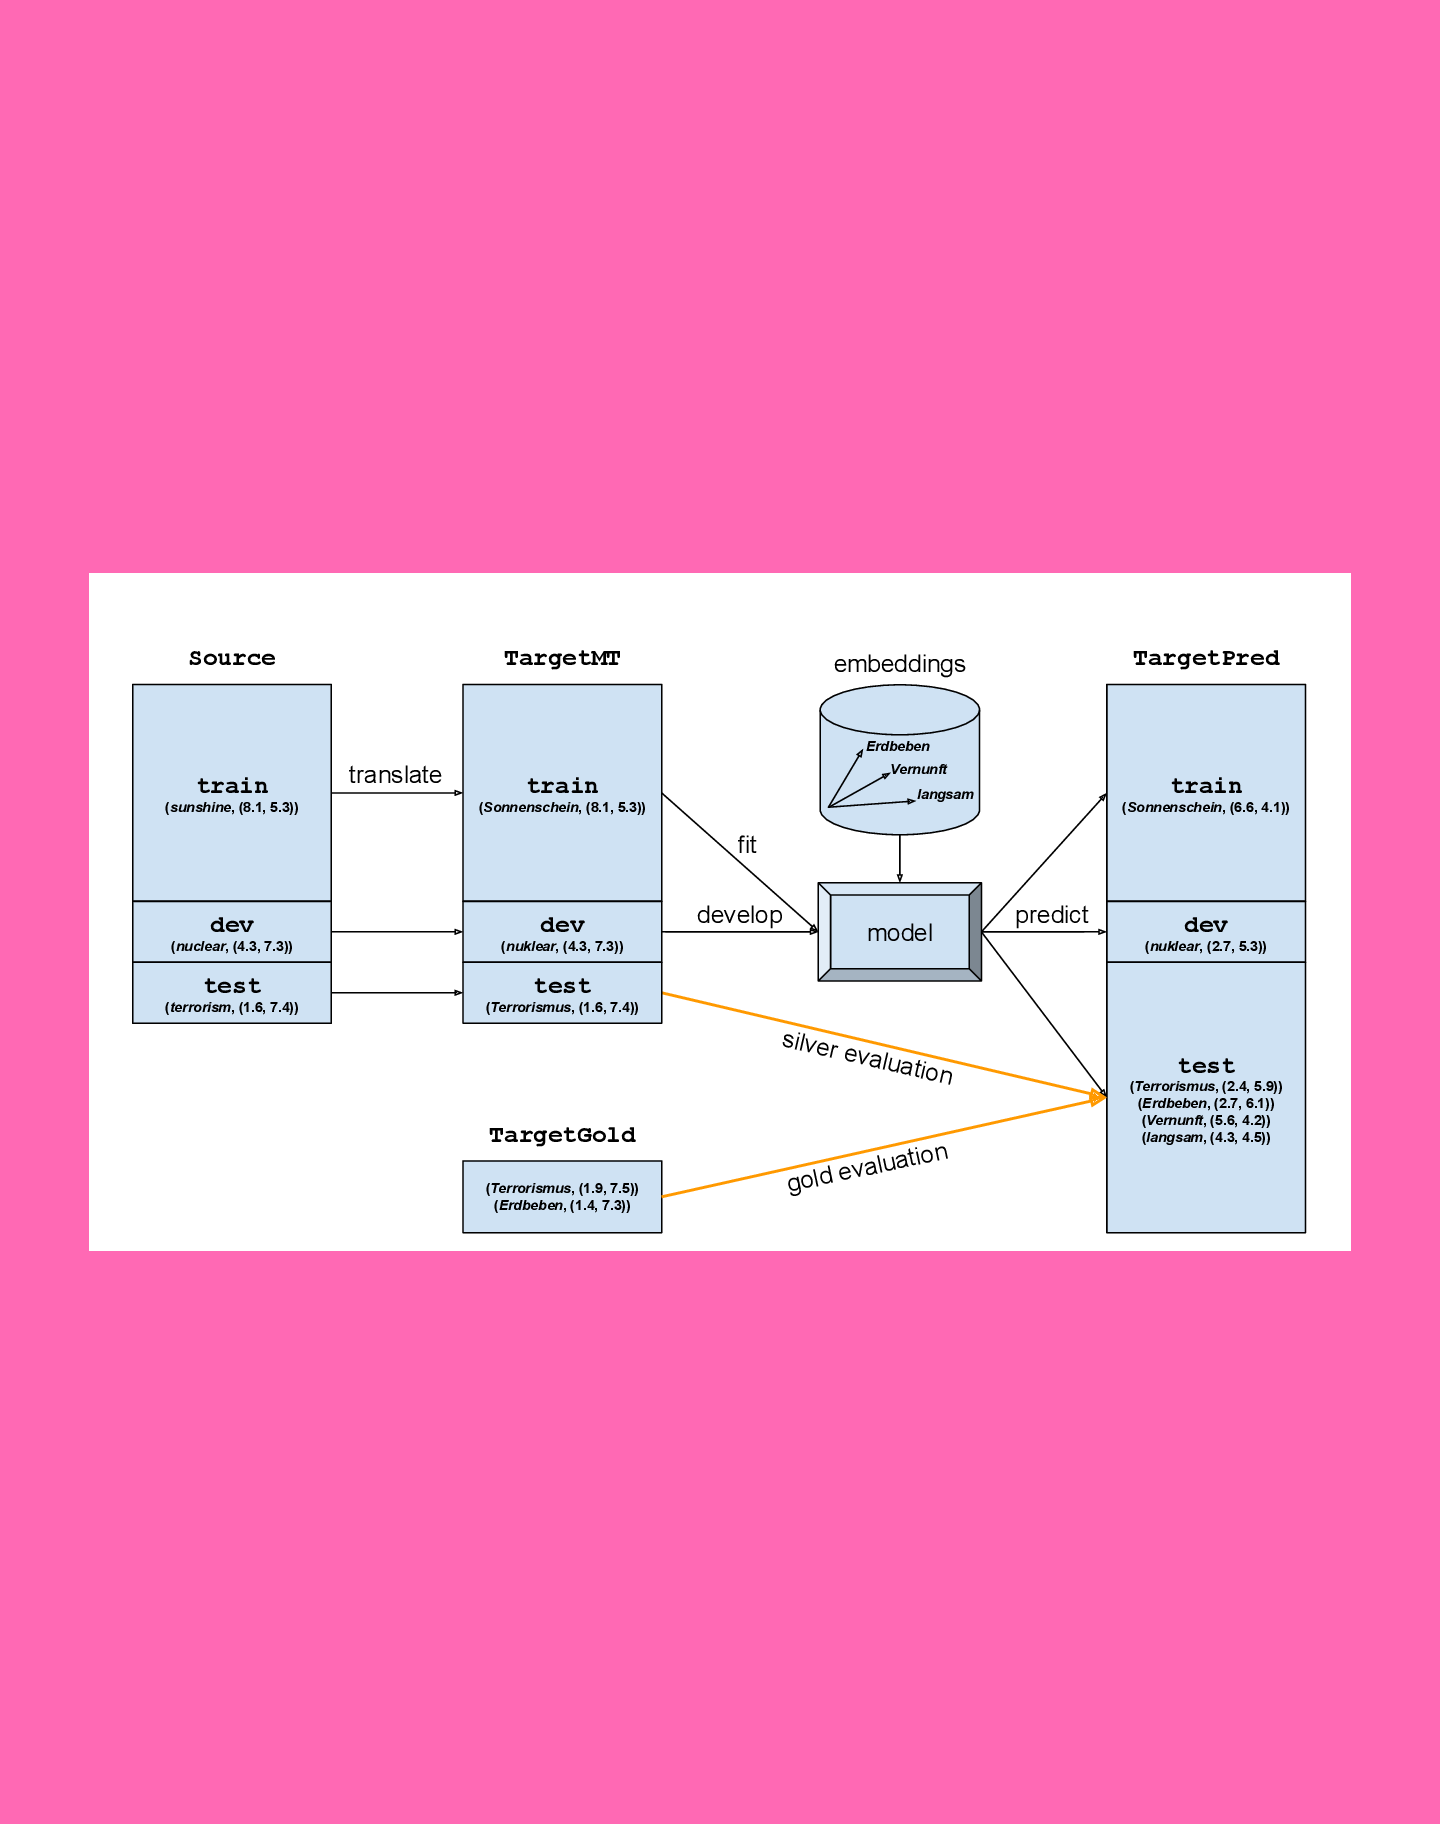 Source
train
(sunshine, (8.1, 5.3))
dev
(nuclear, (4.3, 7.3))
test
(terrorism, (1.6, 7.4))
translate
TargetMT
train
(Sonnenschein, (8.1, 5.3))
dev
(nuklear, (4.3, 7.3))
test
(Terrorismus, (1.6, 7.4))
TargetGold
(Terrorismus, (1.9, 7.5))
(Erdbeben, (1.4, 7.3))
fit
develop
silver evaluation
gold evaluation
embeddings
Erdbeben
Vernunft
langsam
model
predict
TargetPred
train
(Sonnenschein, (6.6, 4.1))
dev
(nuklear, (2.7, 5.3))
test
(Terrorismus, (2.4, 5.9))
(Erdbeben, (2.7, 6.1))
(Vernunft, (5.6, 4.2))
(langsam, (4.3, 4.5))